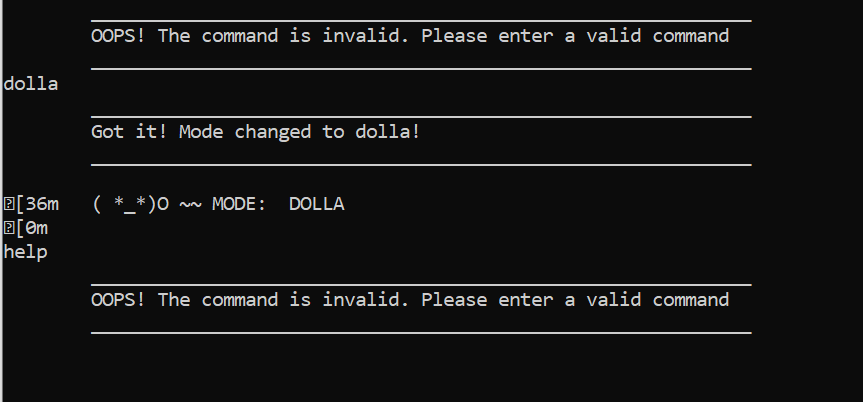 OOPS! The command is invalid. Please enter a valid command
dolla
Got it! Mode changed to dolla!
[36m   ( *_*)O ~~ MODE:  DOLLA
[0m
help
OOPS! The command is invalid. Please enter a valid command